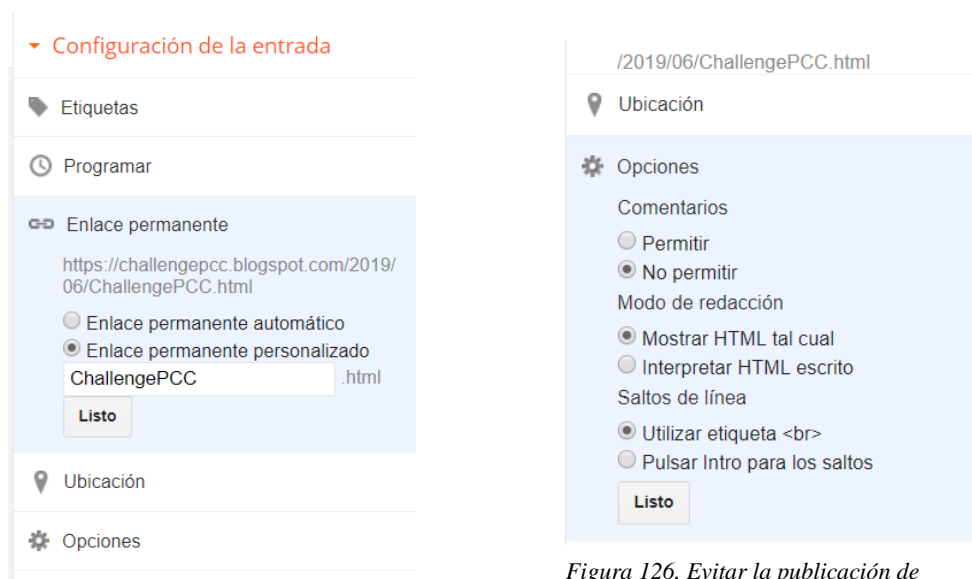 Configuración de la entrada
Etiquetas
Programar
Enlace permanente
https://challengepcc.blogspot.com/2019/
06/ChallengePCC.html
Enlace permanente automático
Enlace permanente personalizado
ChallengePCC .html
Listo
Ubicación
Opciones
/2019/06/ChallengePCC.html
Ubicación
Opciones
Comentarios
Permitir
No permitir
Modo de redacción
Mostrar HTML tal cual
Interpretar HTML escrito
Saltos de línea
Utilizar etiqueta <br>
Pulsar Intro para los saltos
Listo
Figura 126. Evitar la publicación de